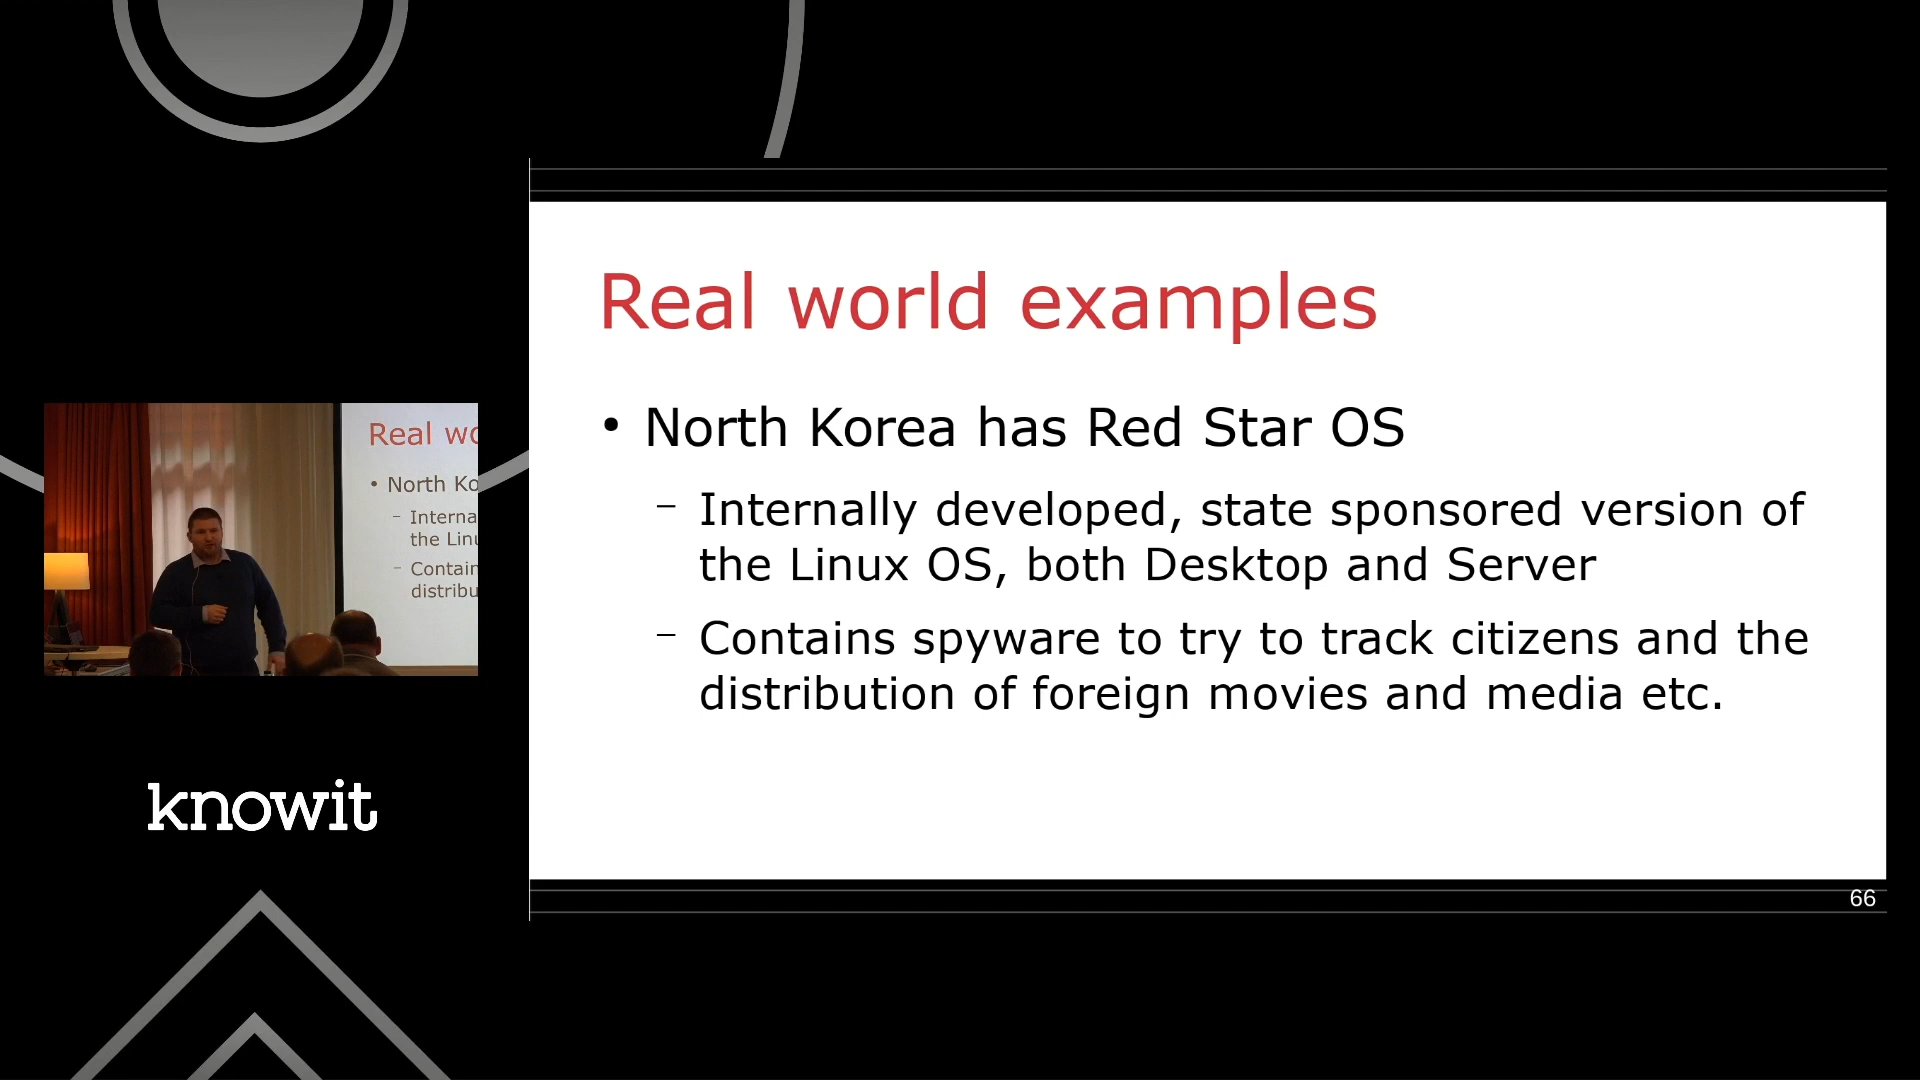 Real world examples
• North Korea has Red Star OS
– Internally developed, state sponsored version of
the Linux OS, both Desktop and Server
– Contains spyware to try to track citizens and the
distribution of foreign movies and media etc.
66
Real wo
• North Ko
– Interna
the Linu
– Contain
distribu
knowit